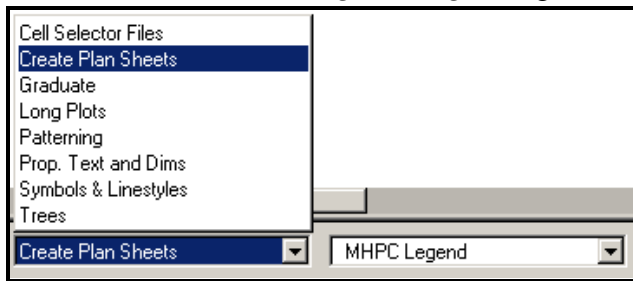 Cell Selector Files
Create Plan Sheets
Graduate
Long Plots
Patterning
Prop. Text and Dims
Symbols & Linestyles
Trees
Create Plan Sheets MHPC Legend